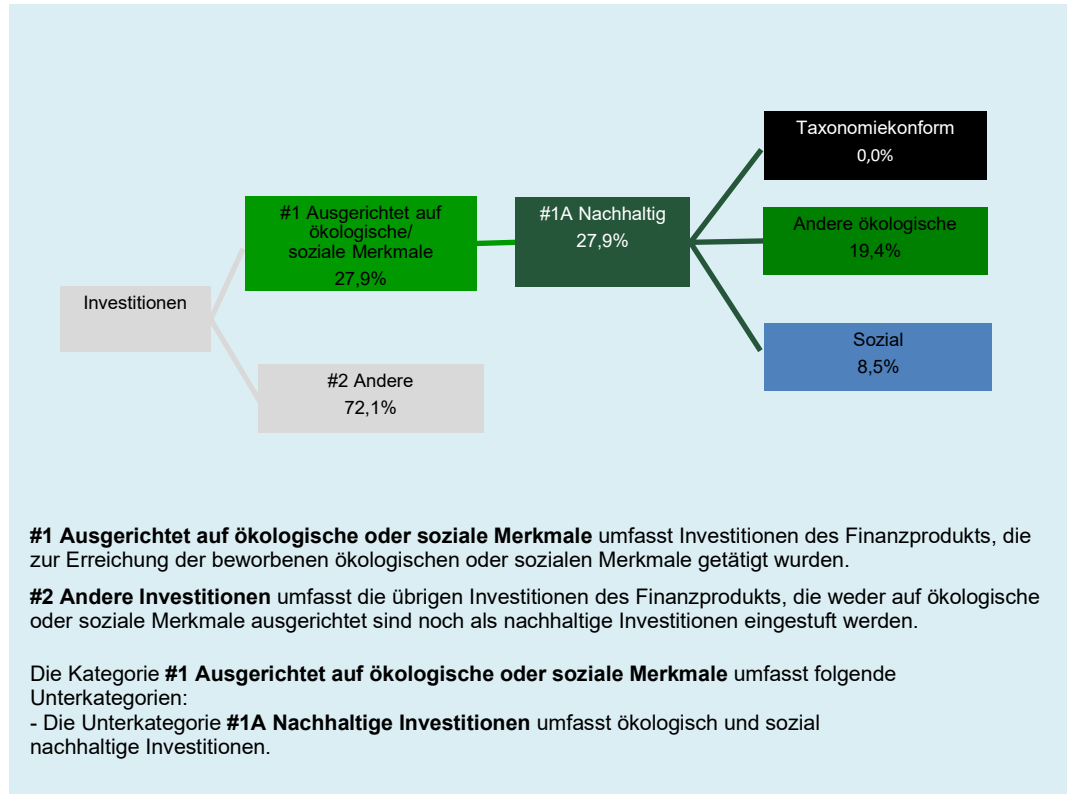 Investitionen
#1 Ausgerichtet auf
ökologische/
soziale Merkmale
27,9%
#2 Andere
72,1%
#1A Nachhaltig
27,9%
Taxonomiekonform
0,0%
Andere ökologische
19,4%
Sozial
8,5%
#1 Ausgerichtet auf ökologische oder soziale Merkmale umfasst Investitionen des Finanzprodukts, die
zur Erreichung der beworbenen ökologischen oder sozialen Merkmale getätigt wurden.
#2 Andere Investitionen umfasst die übrigen Investitionen des Finanzprodukts, die weder auf ökologische
oder soziale Merkmale ausgerichtet sind noch als nachhaltige Investitionen eingestuft werden.
Die Kategorie #1 Ausgerichtet auf ökologische oder soziale Merkmale umfasst folgende
Unterkategorien:
- Die Unterkategorie #1A Nachhaltige Investitionen umfasst ökologisch und sozial
nachhaltige Investitionen.